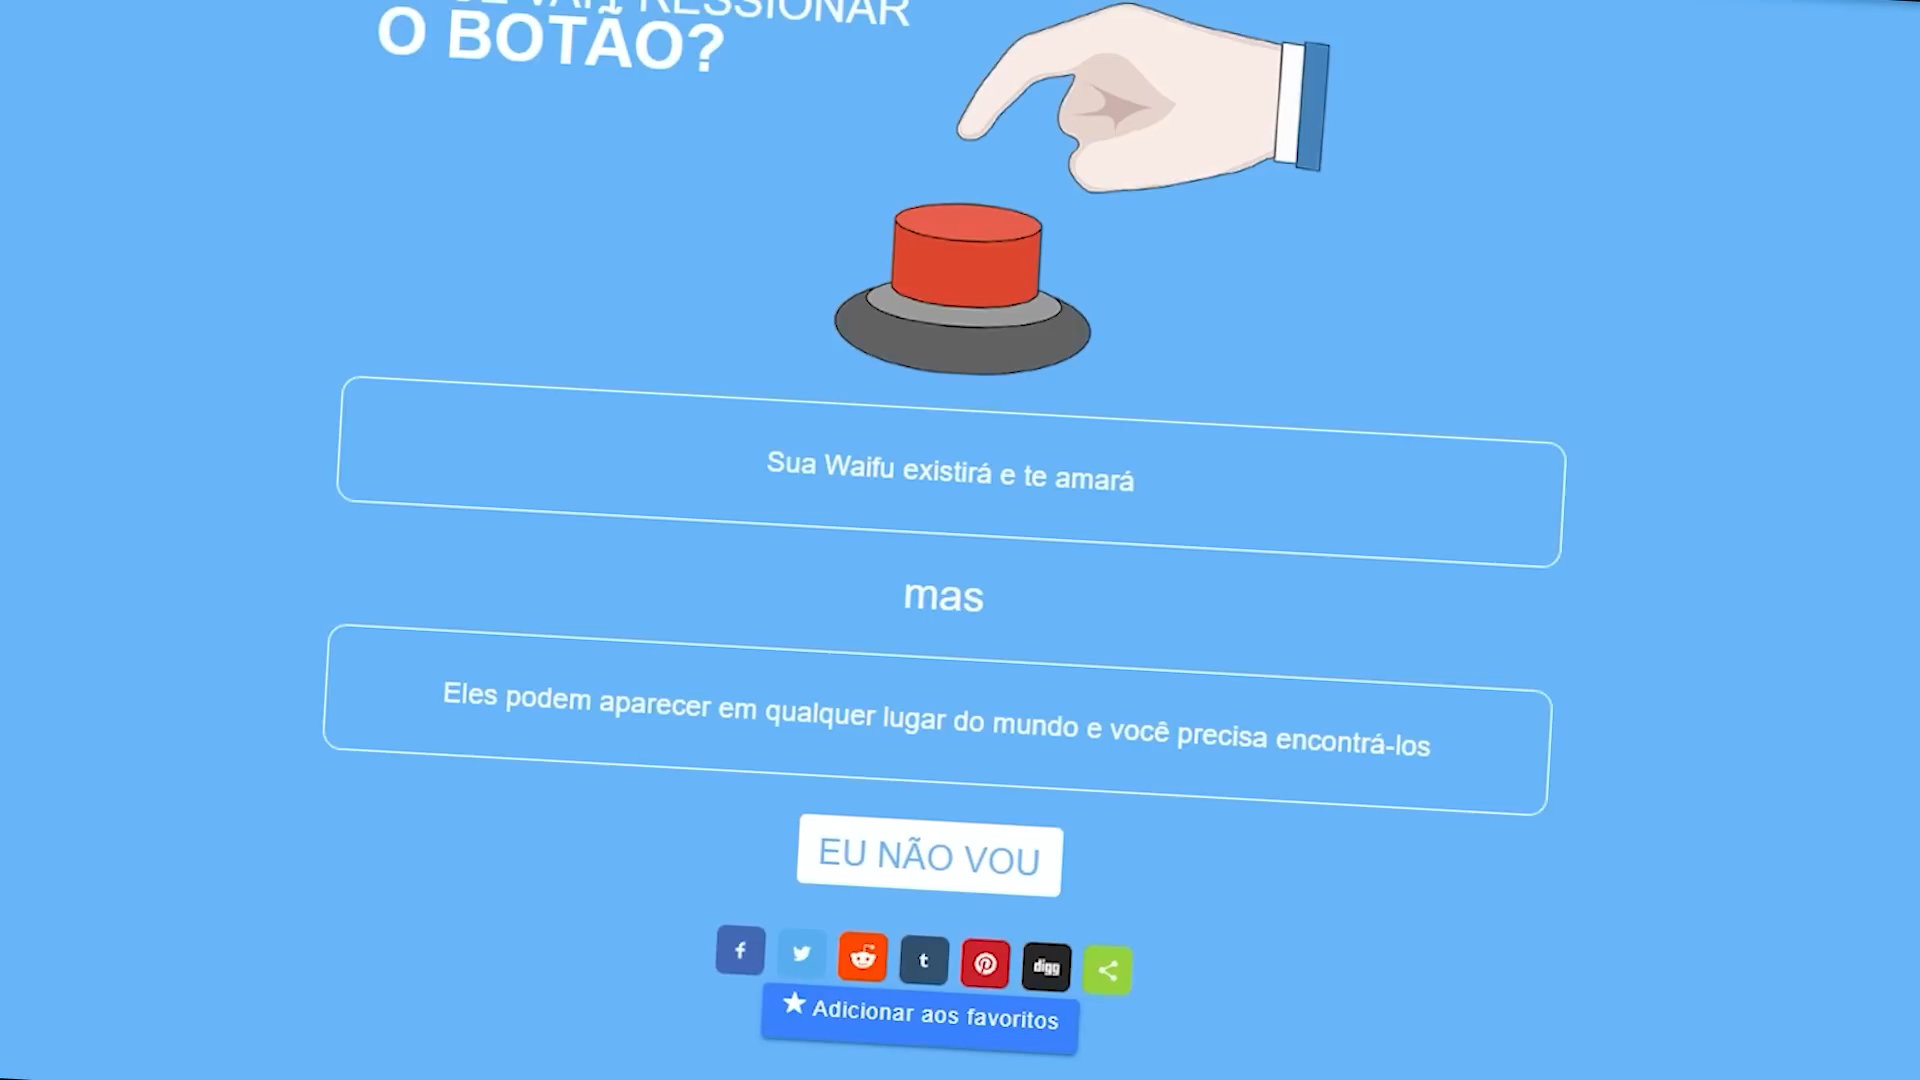 O BOTÃO?
Sua Waifu existirá e te amará
mas
Eles podem aparecer em qualquer lugar do mundo e você precisa encontrá-los
EU NÃO VOU
f
t
digg
Adicionar aos favoritos